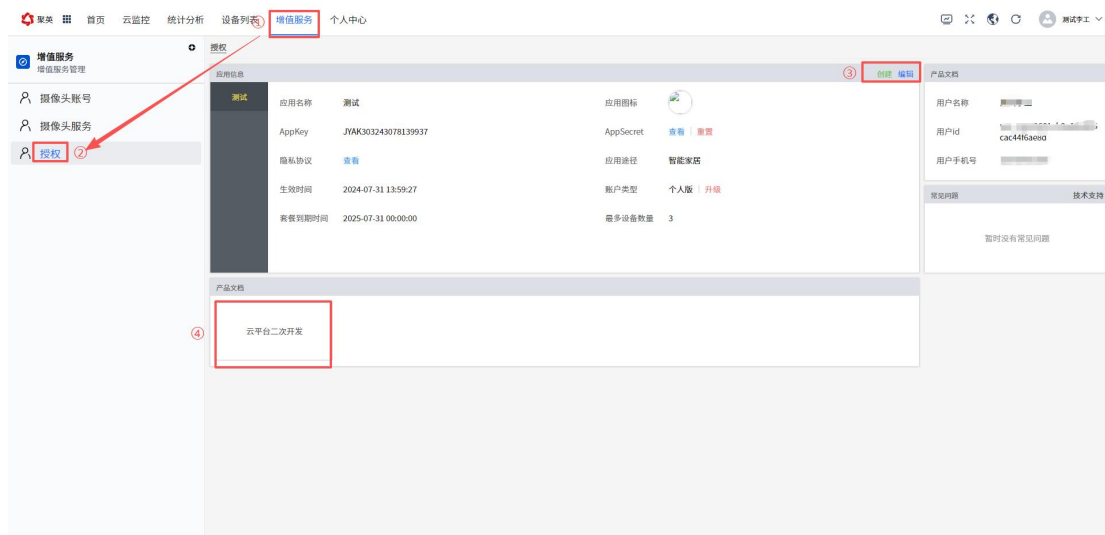 聚英 首页 云监控 统计分析 设备列表 ① 增值服务 个人中心 测试李工
增值服务
增值服务管理
摄像头账号
摄像头服务
授权 ②
授权
应用信息 ③ 创建 编辑
测试
应用名称 测试 应用图标
AppKey JYAK303243078139937 AppSecret 查看 重置
隐私协议 查看 应用途径 智能家居
生效时间 2024-07-31 13:59:27 账户类型 个人版 升级
套餐到期时间 2025-07-31 00:00:00 最多设备数量 3
产品文档
④ 云平台二次开发
产品文档
用户名称
用户id
cac44f6ae8d
用户手机号
常见问题 技术支持
暂时没有常见问题